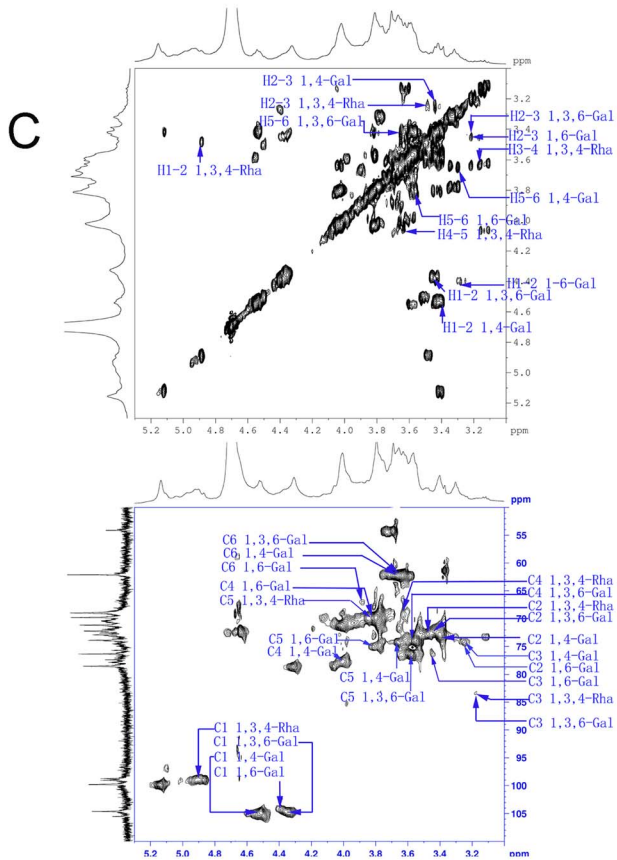 C
ppm
H2-3 1,4-Gal
H2-3 1,3,4-Rha
H5-6 1,3,6-Gal
H1-2 1,3,4-Rha
H2-3 1,3,6-Gal
H2-3 1,6-Gal
H3-4 1,3,4-Rha
H5-6 1,4-Gal
H5-6 1,6-Gal
H4-5 1,3,4-Rha
H1-2 1-6-Gal
H1-2 1,3,6-Gal
H1-2 1,4-Gal
3.2
3.4
3.6
3.8
4.0
4.2
4.4
4.6
4.8
5.0
5.2
5.2 5.0 4.8 4.6 4.4 4.2 4.0 3.8 3.6 3.4 3.2 ppm
ppm
C6 1,3,6-Gal
C6 1,4-Gal
C6 1,6-Gal
C4 1,6-Gal
C5 1,3,4-Rha
C5 1,6-Gal
C4 1,4-Gal
C5 1,4-Gal
C5 1,3,6-Gal
C4 1,3,4-Rha
C4 1,3,6-Gal
C2 1,3,4-Rha
C2 1,3,6-Gal
C2 1,4-Gal
C3 1,4-Gal
C2 1,6-Gal
C3 1,6-Gal
C3 1,3,4-Rha
C3 1,3,6-Gal
C1 1,3,4-Rha
C1 1,3,6-Gal
C1 1,4-Gal
C1 1,6-Gal
55
60
65
70
75
80
85
90
95
100
105
5.2 5.0 4.8 4.6 4.4 4.2 4.0 3.8 3.6 3.4 3.2 ppm